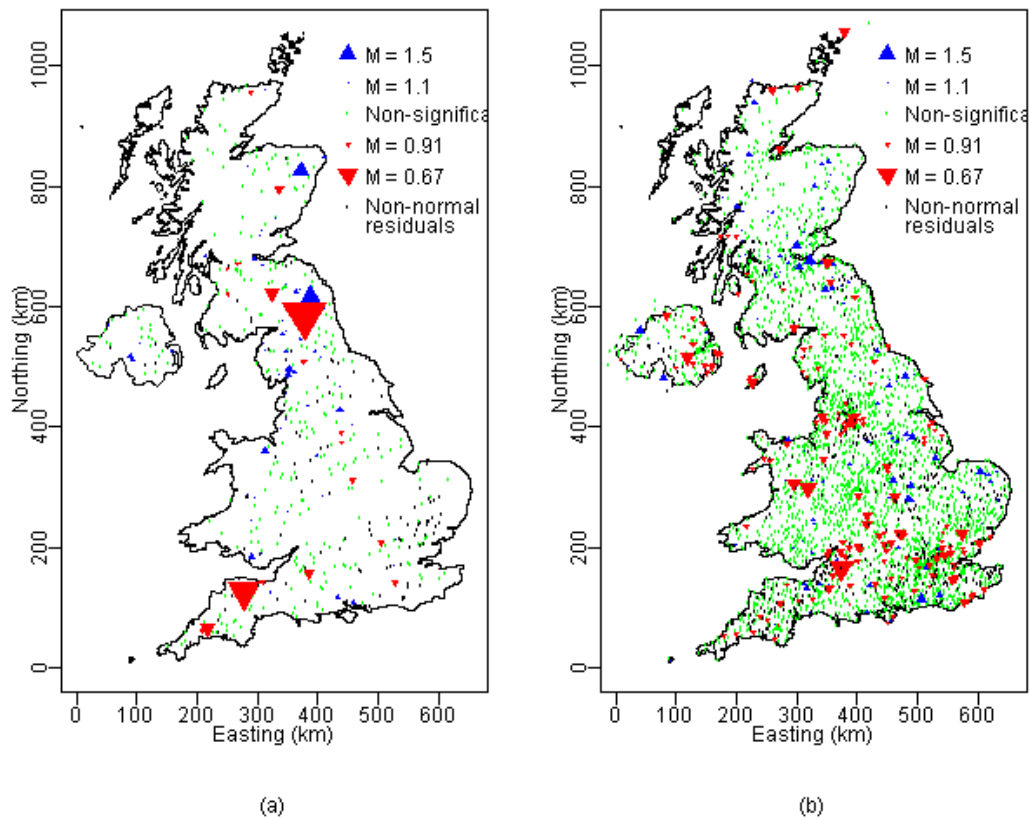 M = 1.5
M = 1.1
Non-significa
M = 0.91
M = 0.67
Non-normal
residuals
Northing (km)
0
200
400
600
800
1000
0 100 200 300 400 500 600
Easting (km)
(a)
M = 1.5
M = 1.1
Non-significa
M = 0.91
M = 0.67
Non-normal
residuals
Northing (km)
0
200
400
600
800
1000
0 100 200 300 400 500 600
Easting (km)
(b)